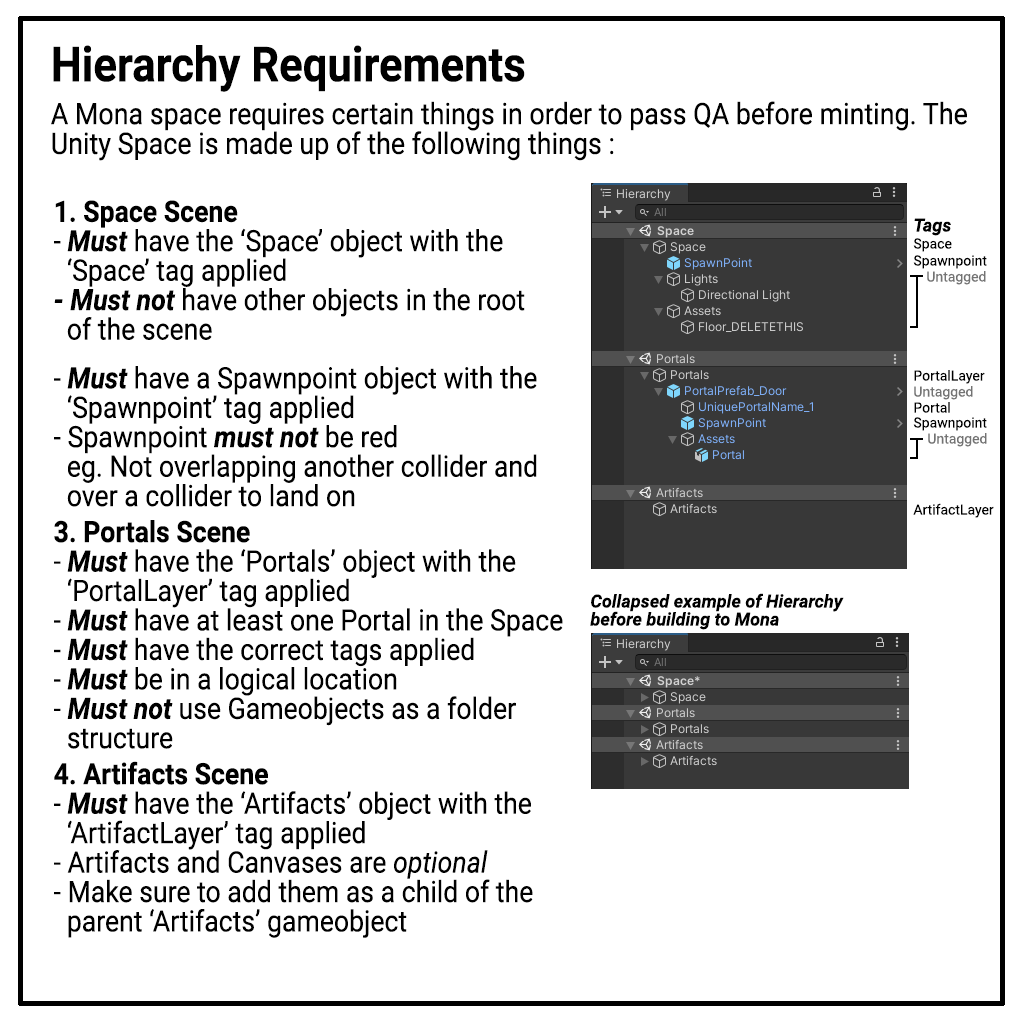 Hierarchy Requirements
A Mona space requires certain things in order to pass QA before minting. The
Unity Space is made up of the following things :
1. Space Scene
- Must have the ‘Space’ object with the
‘Space’ tag applied
- Must not have other objects in the root
of the scene
- Must have a Spawnpoint object with the
‘Spawnpoint’ tag applied
- Spawnpoint must not be red
eg. Not overlapping another collider and
over a collider to land on
3. Portals Scene
- Must have the ‘Portals’ object with the
‘PortalLayer’ tag applied
- Must have at least one Portal in the Space
- Must have the correct tags applied
- Must be in a logical location
- Must not use Gameobjects as a folder
structure
4. Artifacts Scene
- Must have the ‘Artifacts’ object with the
‘ArtifactLayer’ tag applied
- Artifacts and Canvases are optional
- Make sure to add them as a child of the
parent ‘Artifacts’ gameobject
Hierarchy
All
Space
Space
SpawnPoint
Lights
Directional Light
Assets
Floor_DELETETHIS
Portals
Portals
PortalPrefab_Door
UniquePortalName_1
SpawnPoint
Assets
Portal
Artifacts
Artifacts
Tags
Space
Spawnpoint
Untagged
PortalLayer
Untagged
Portal
Spawnpoint
Untagged
ArtifactLayer
Collapsed example of Hierarchy
before building to Mona
Hierarchy
All
Space*
Space
Portals
Portals
Artifacts
Artifacts